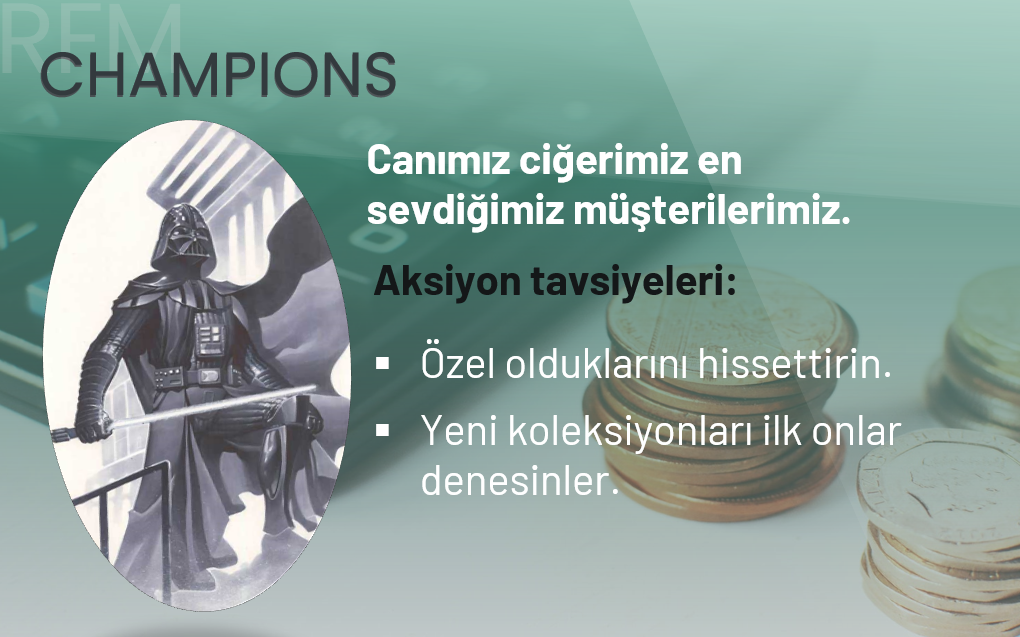 RFM
CHAMPIONS
Canımız ciğerimiz en
sevdiğimiz müşterilerimiz.
Aksiyon tavsiyeleri:
▪ Özel olduklarını hissettirin.
▪ Yeni koleksiyonları ilk onlar
denesinler.